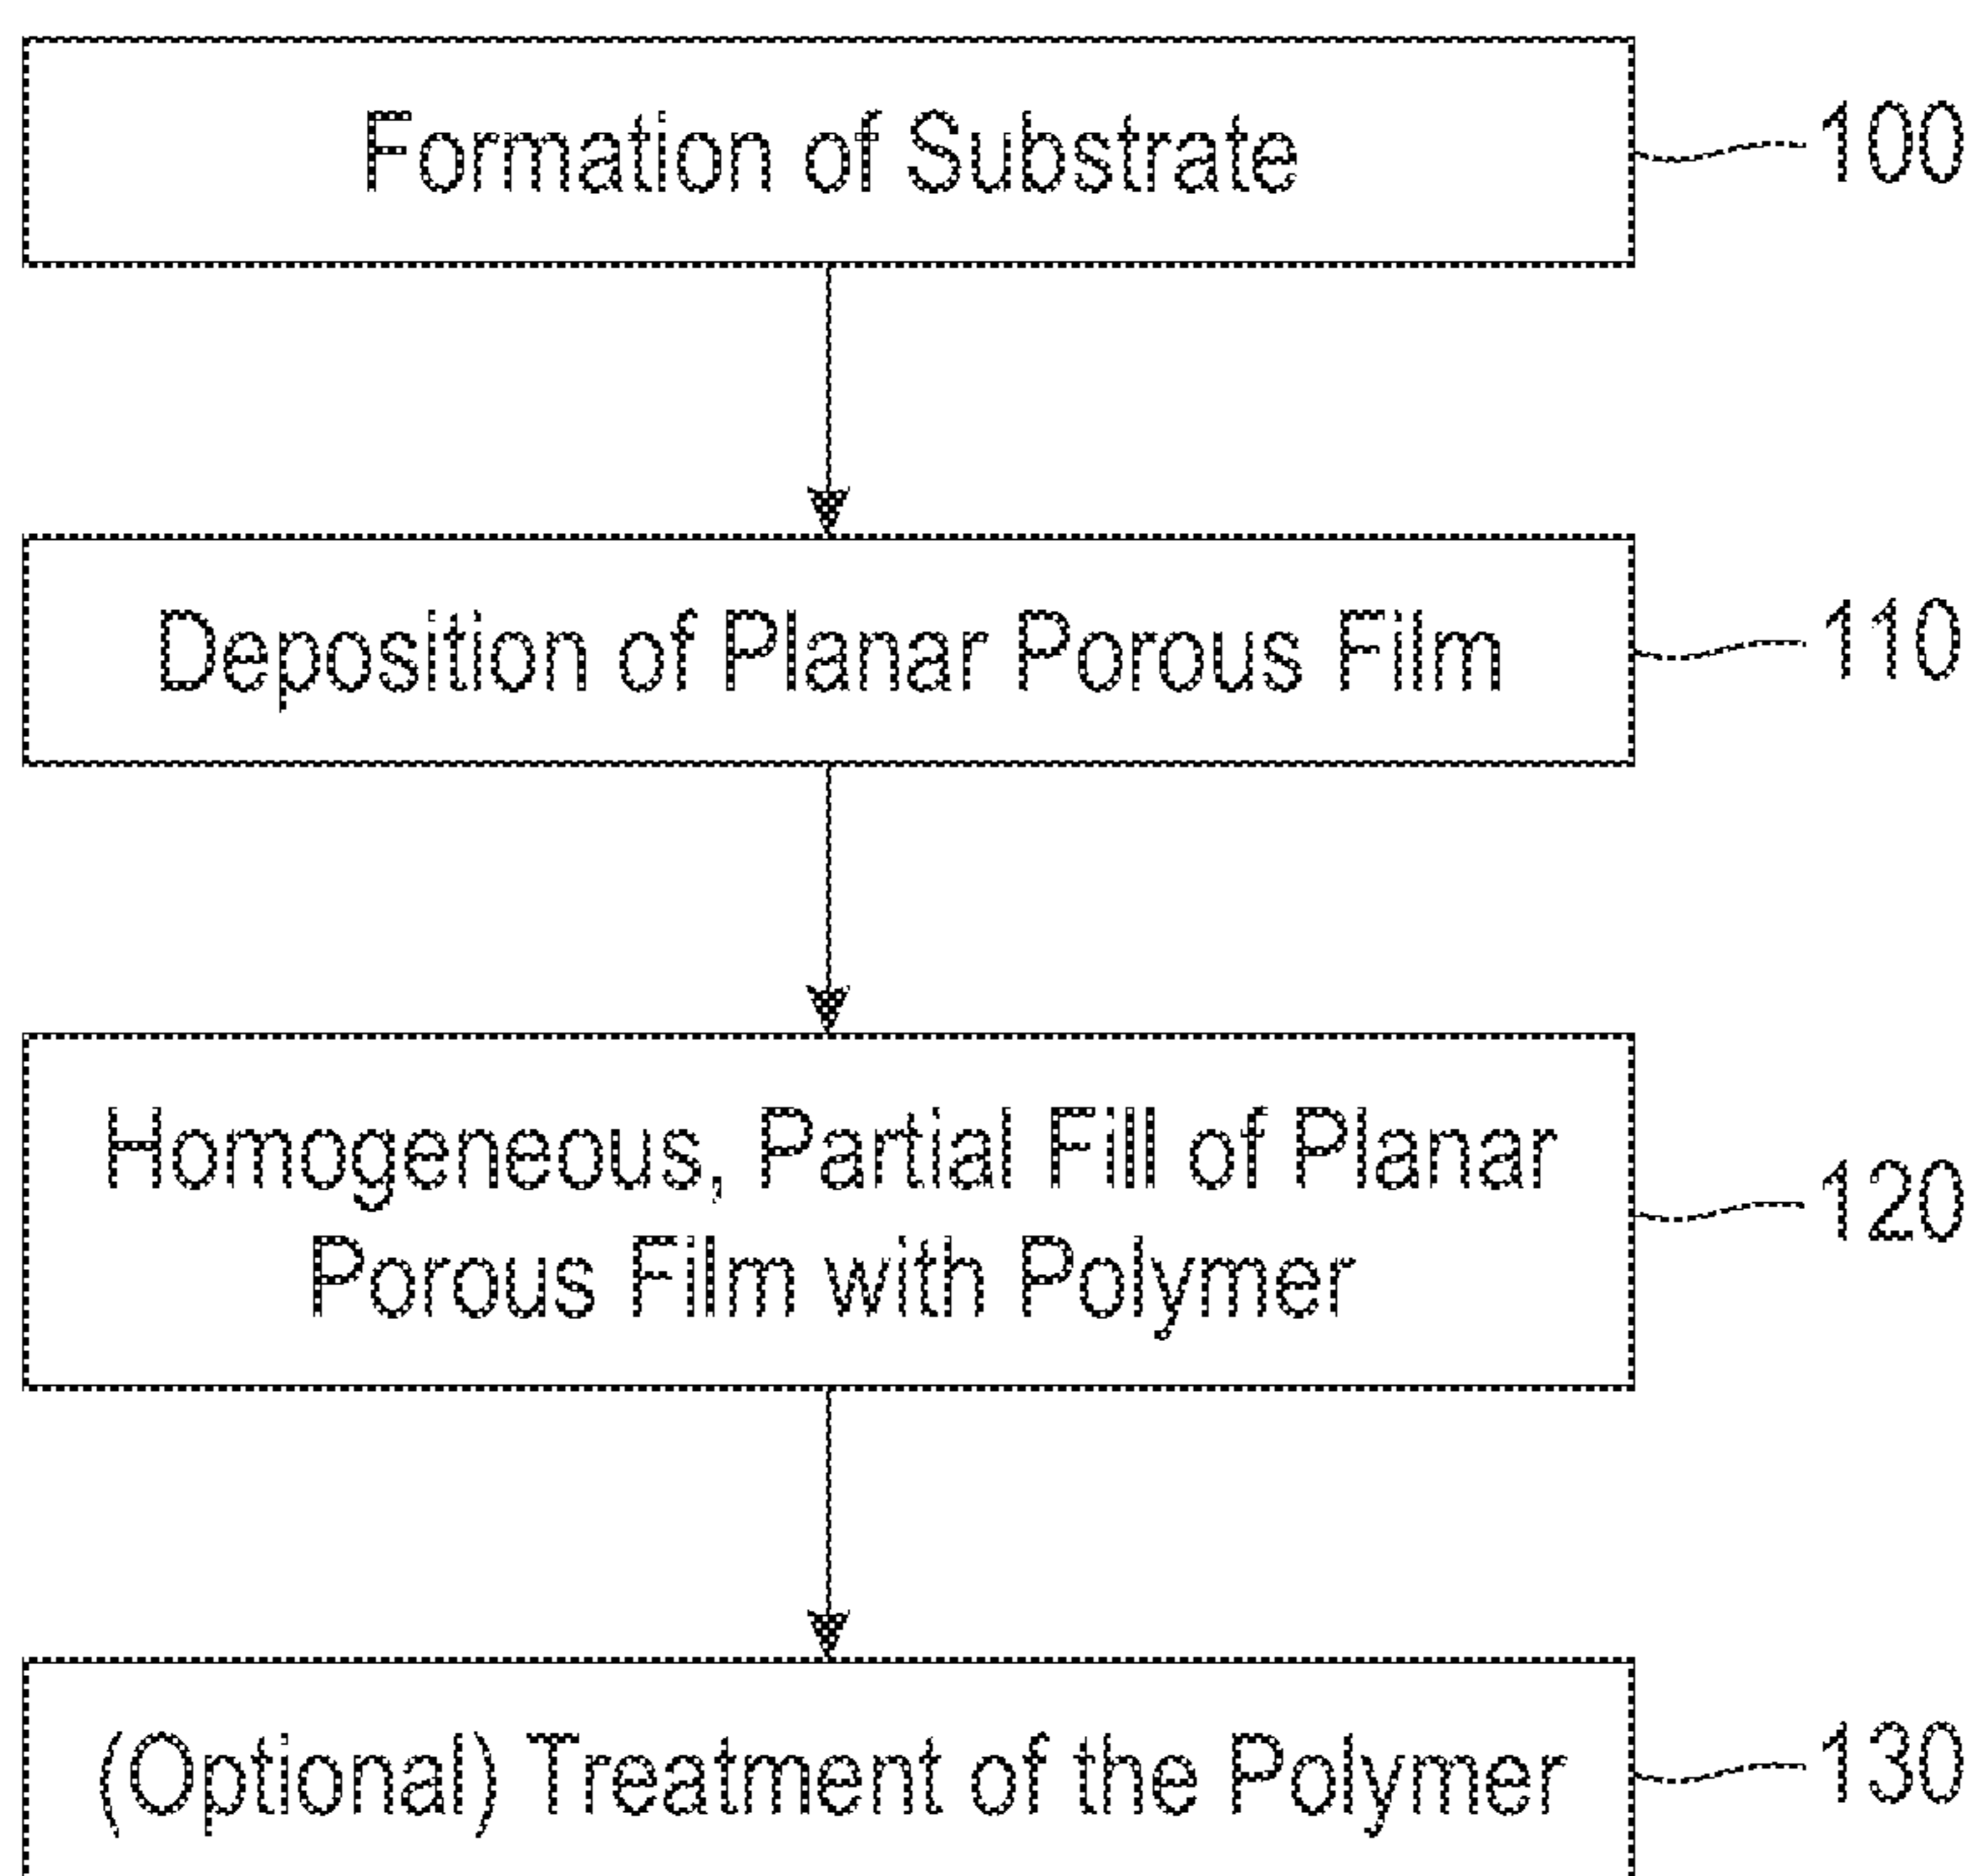 Formation of Substrate
100
Deposition of Planar Porous Film
110
Homogeneous, Partial Fill of Planar
Porous Film with Polymer
120
(Optional) Treatment of the Polymer
130